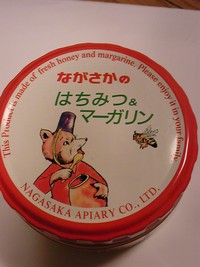 This Product is made of fresh honey and margarine. Please enjoy it in your family.
ながさかの
はちみつ&
マーガリン
NAGASAKA APIARY CO., LTD.